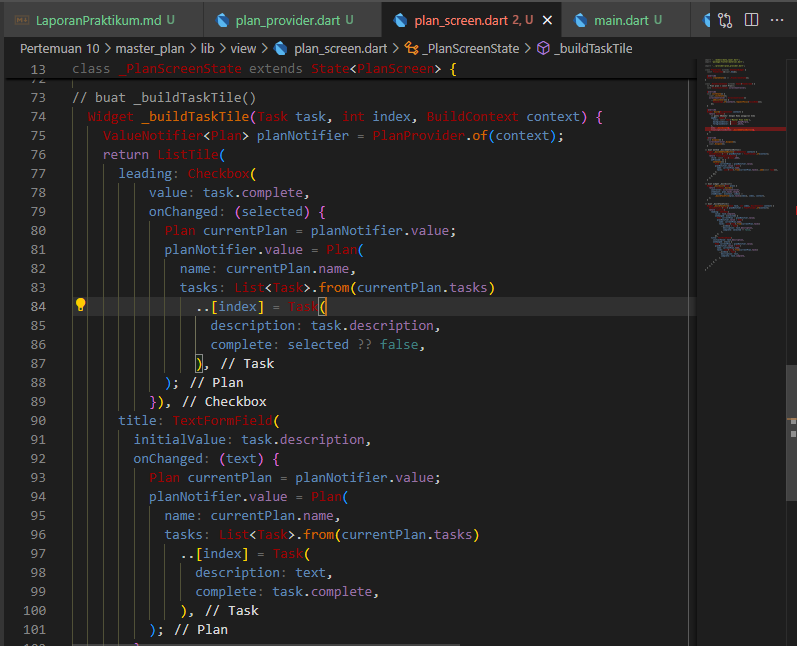 LaporanPraktikum.md U
plan_provider.dart U
plan_screen.dart 2, U
main.dart U
Pertemuan 10 > master_plan > lib > view > plan_screen.dart > _PlanScreenState > _buildTaskTile
13 class _PlanScreenState extends State<PlanScreen> {
72
73 // buat _buildTaskTile()
74 Widget _buildTaskTile(Task task, int index, BuildContext context) {
75 ValueNotifier<Plan> planNotifier = PlanProvider.of(context);
76 return ListTile(
77 leading: Checkbox(
78 value: task.complete,
79 onChanged: (selected) {
80 Plan currentPlan = planNotifier.value;
81 planNotifier.value = Plan(
82 name: currentPlan.name,
83 tasks: List<Task>.from(currentPlan.tasks)
84 ..[index] = Task(
85 description: task.description,
86 complete: selected ?? false,
87 ), // Task
88 ); // Plan
89 }), // Checkbox
90 title: TextFormField(
91 initialValue: task.description,
92 onChanged: (text) {
93 Plan currentPlan = planNotifier.value;
94 planNotifier.value = Plan(
95 name: currentPlan.name,
96 tasks: List<Task>.from(currentPlan.tasks)
97 ..[index] = Task(
98 description: text,
99 complete: task.complete,
100 ), // Task
101 ); // Plan